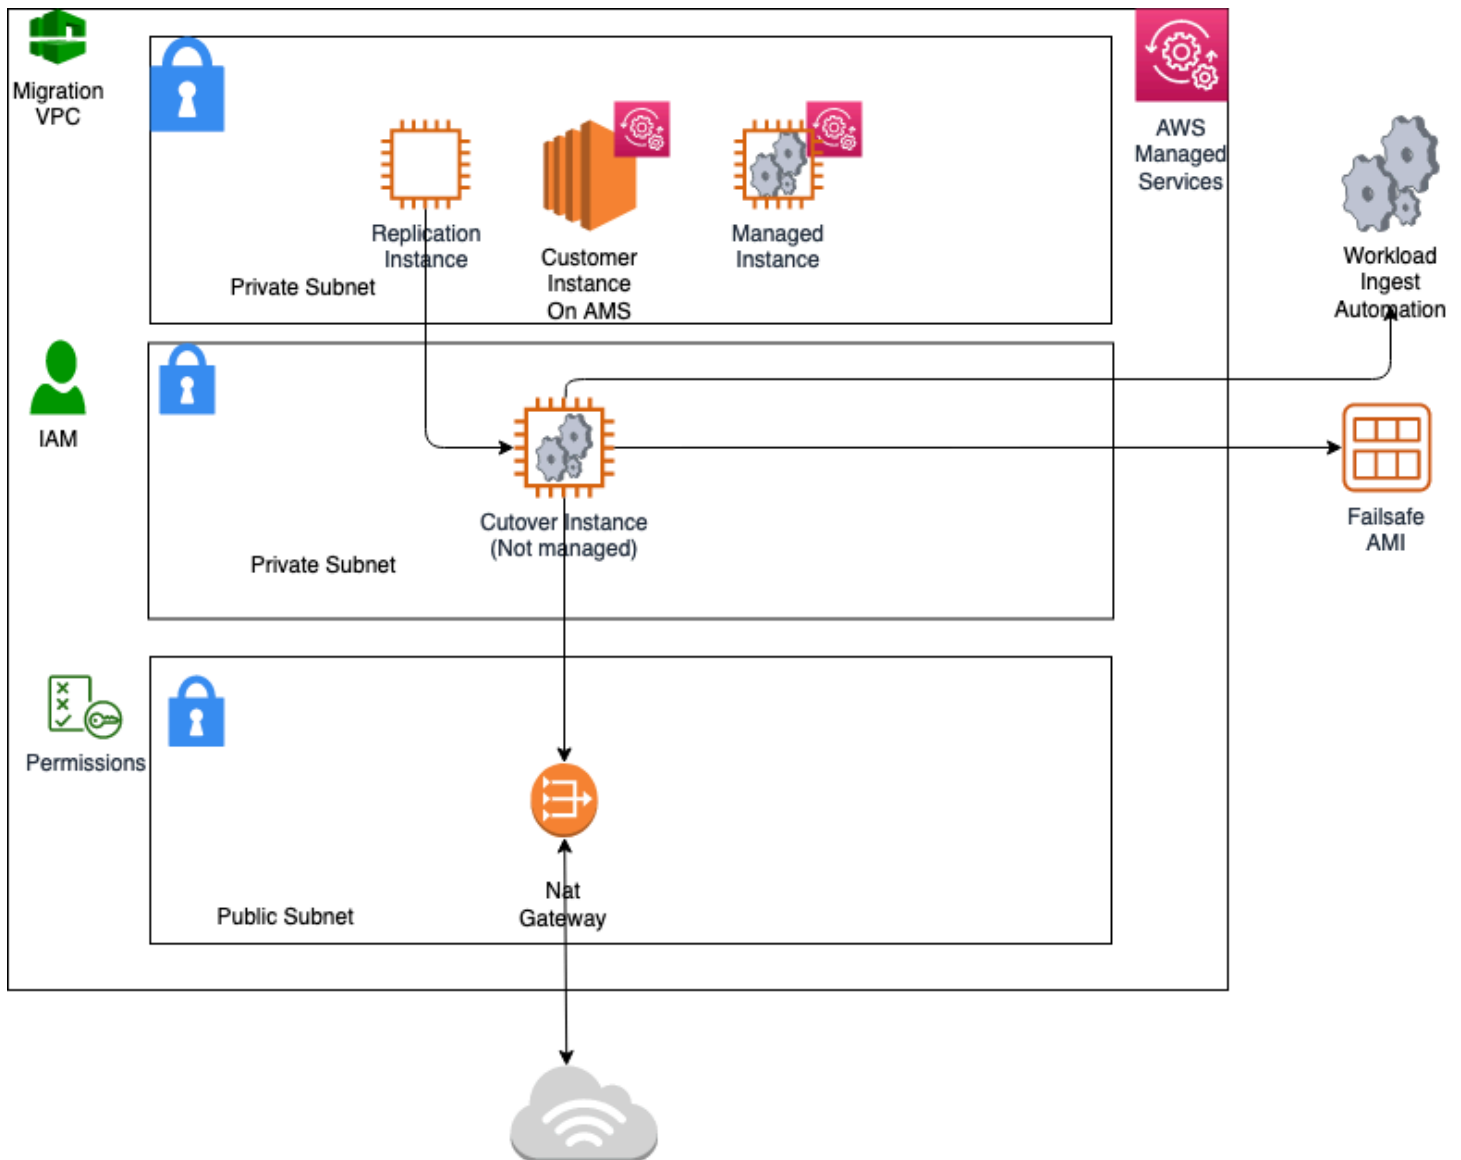 Migration
VPC
AWS
Managed
Services
Replication
Instance
Customer
Instance
On AMS
Managed
Instance
Private Subnet
Workload
Ingest
Automation
IAM
Cutover Instance
(Not managed)
Private Subnet
Failsafe
AMI
Permissions
Nat
Gateway
Public Subnet